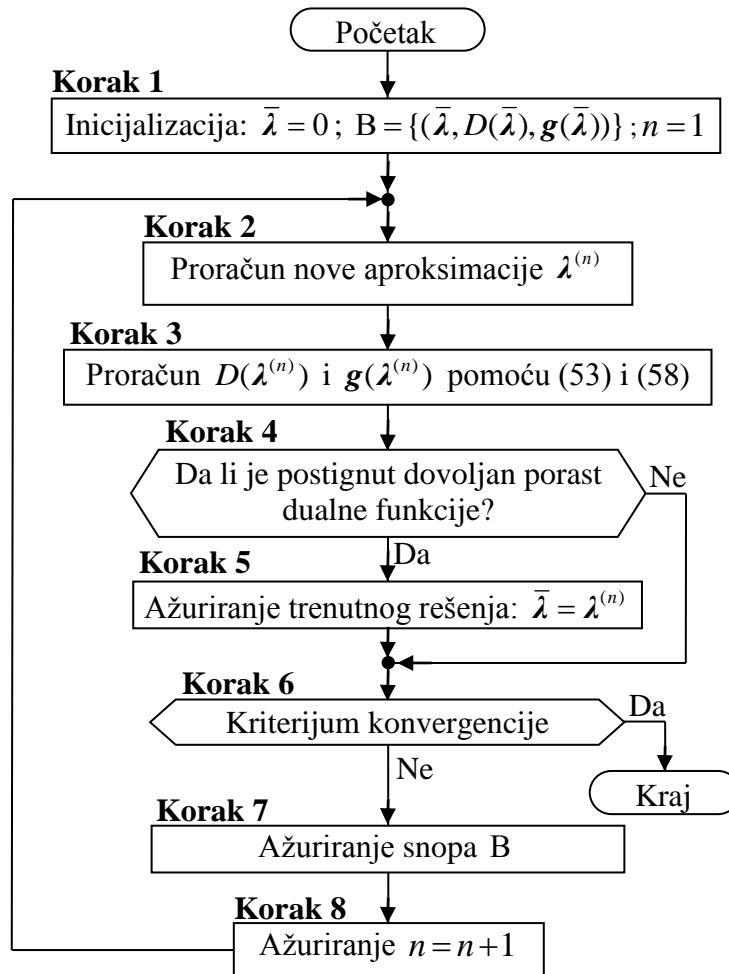 Početak
Korak 1
Inicijalizacija: λ̄ = 0 ; B = {(λ̄, D(λ̄), g(λ̄))} ; n = 1
Korak 2
Proračun nove aproksimacije λ⁽ⁿ⁾
Korak 3
Proračun D(λ⁽ⁿ⁾) i g(λ⁽ⁿ⁾) pomoću (53) i (58)
Korak 4
Da li je postignut dovoljan porast
dualne funkcije?
Ne
Da
Korak 5
Ažuriranje trenutnog rešenja: λ̄ = λ⁽ⁿ⁾
Korak 6
Kriterijum konvergencije
Da
Ne
Kraj
Korak 7
Ažuriranje snopa B
Korak 8
Ažuriranje n = n + 1